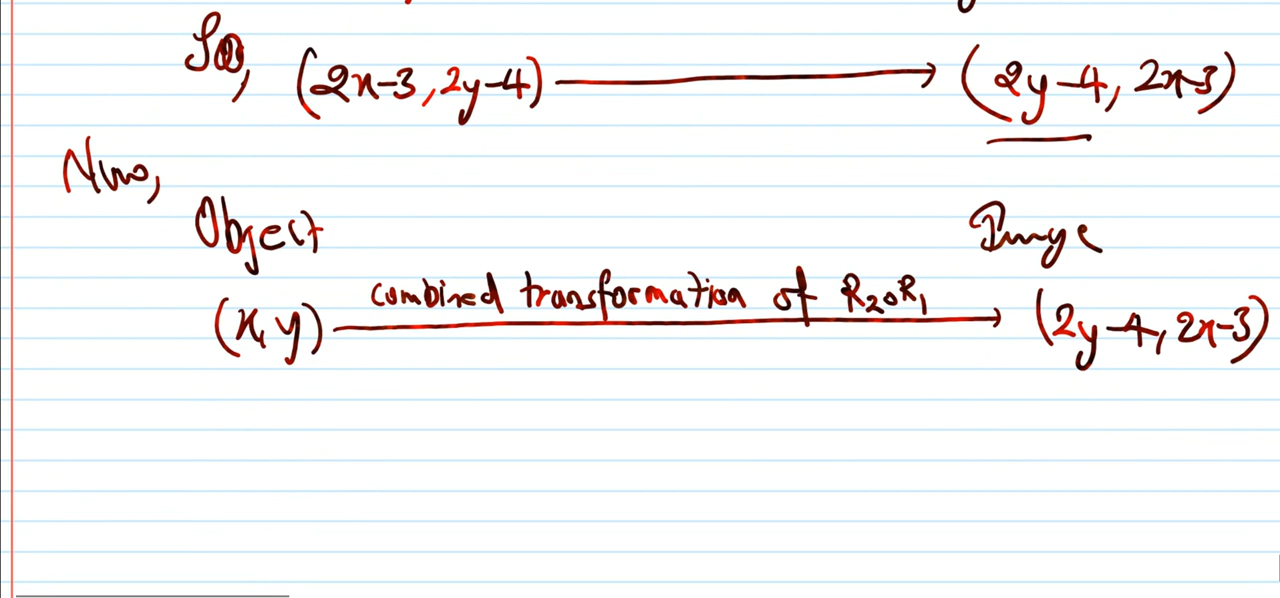 So, (2x-3, 2y-4) → (2y-4, 2x-3)
Now,
Object Image
combined transformation of R₂oR₁
(x, y) → (2y-4, 2x-3)